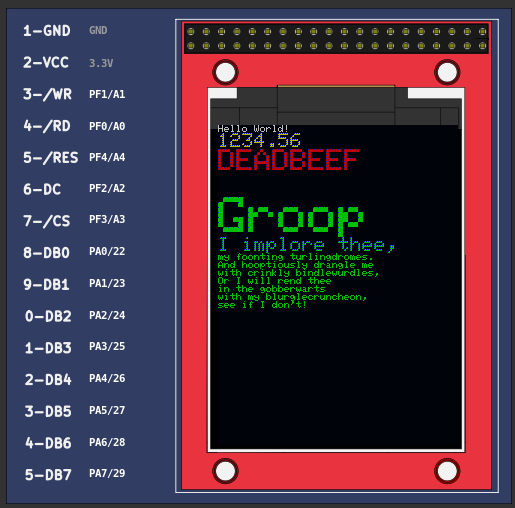 1-GND GND
2-VCC 3.3V
3-/WR PF1/A1
4-/RD PF0/A0
5-/RES PF4/A4
6-DC PF2/A2
7-/CS PF3/A3
8-DB0 PA0/22
9-DB1 PA1/23
0-DB2 PA2/24
1-DB3 PA3/25
2-DB4 PA4/26
3-DB5 PA5/27
4-DB6 PA6/28
5-DB7 PA7/29
Hello World!
1234.56
DEADBEEF
Groop
I implore thee,
my foonting turlingdromes.
And hooptiously drangle me
with crinkly bindlewurdles,
Or I will rend thee
in the gobberwarts
with my blurglecruncheon,
see if I don't!